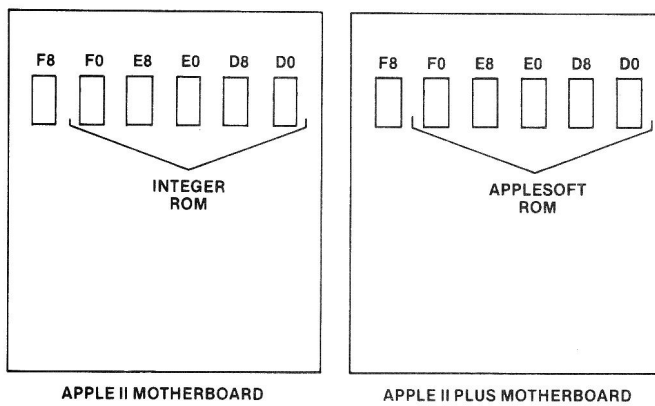 F8 F0 E8 E0 D8 D0
INTEGER
ROM
APPLE II MOTHERBOARD
F8 F0 E8 E0 D8 D0
APPLESOFT
ROM
APPLE II PLUS MOTHERBOARD